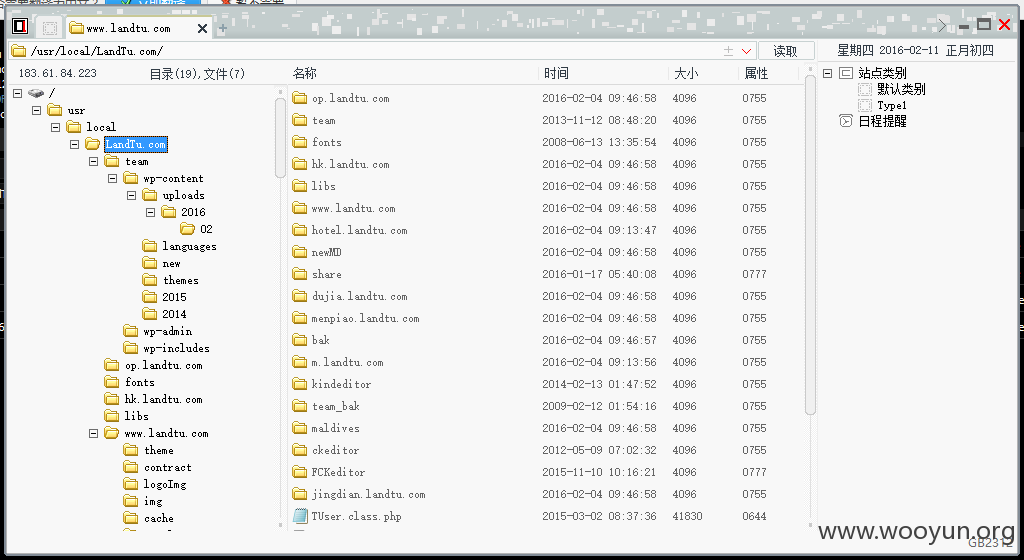 www.landtu.com
/usr/local/LandTu.com/
读取
星期四 2016-02-11 正月初四
183.61.84.223
目录(19),文件(7)
名称 时间 大小 属性
/
usr
local
LandTu.com
team
wp-content
uploads
2016
02
languages
new
themes
2015
2014
wp-admin
wp-includes
op.landtu.com
fonts
hk.landtu.com
libs
www.landtu.com
theme
contract
logoImg
img
cache
op.landtu.com 2016-02-04 09:46:58 4096 0755
team 2013-11-12 08:48:20 4096 0755
fonts 2008-06-13 13:35:54 4096 0755
hk.landtu.com 2016-02-04 09:46:58 4096 0755
libs 2016-02-04 09:46:58 4096 0755
www.landtu.com 2016-02-04 09:46:58 4096 0755
hotel.landtu.com 2016-02-04 09:13:47 4096 0755
newMD 2016-02-04 09:46:58 4096 0755
share 2016-01-17 05:40:08 4096 0777
dujia.landtu.com 2016-02-04 09:46:58 4096 0755
menpiao.landtu.com 2016-02-04 09:46:58 4096 0755
bak 2016-02-04 09:46:57 4096 0755
m.landtu.com 2016-02-04 09:13:56 4096 0755
kindeditor 2014-02-13 01:47:52 4096 0755
team_bak 2009-02-12 01:54:16 4096 0755
maldives 2016-02-04 09:46:58 4096 0755
ckeditor 2012-05-09 07:02:32 4096 0755
FCKeditor 2015-11-10 10:16:21 4096 0777
jingdian.landtu.com 2016-02-04 09:46:58 4096 0755
TUser.class.php 2015-03-02 08:37:36 41830 0644
站点类别
默认类别
Type1
日程提醒
www.wooyun.org
GB2312